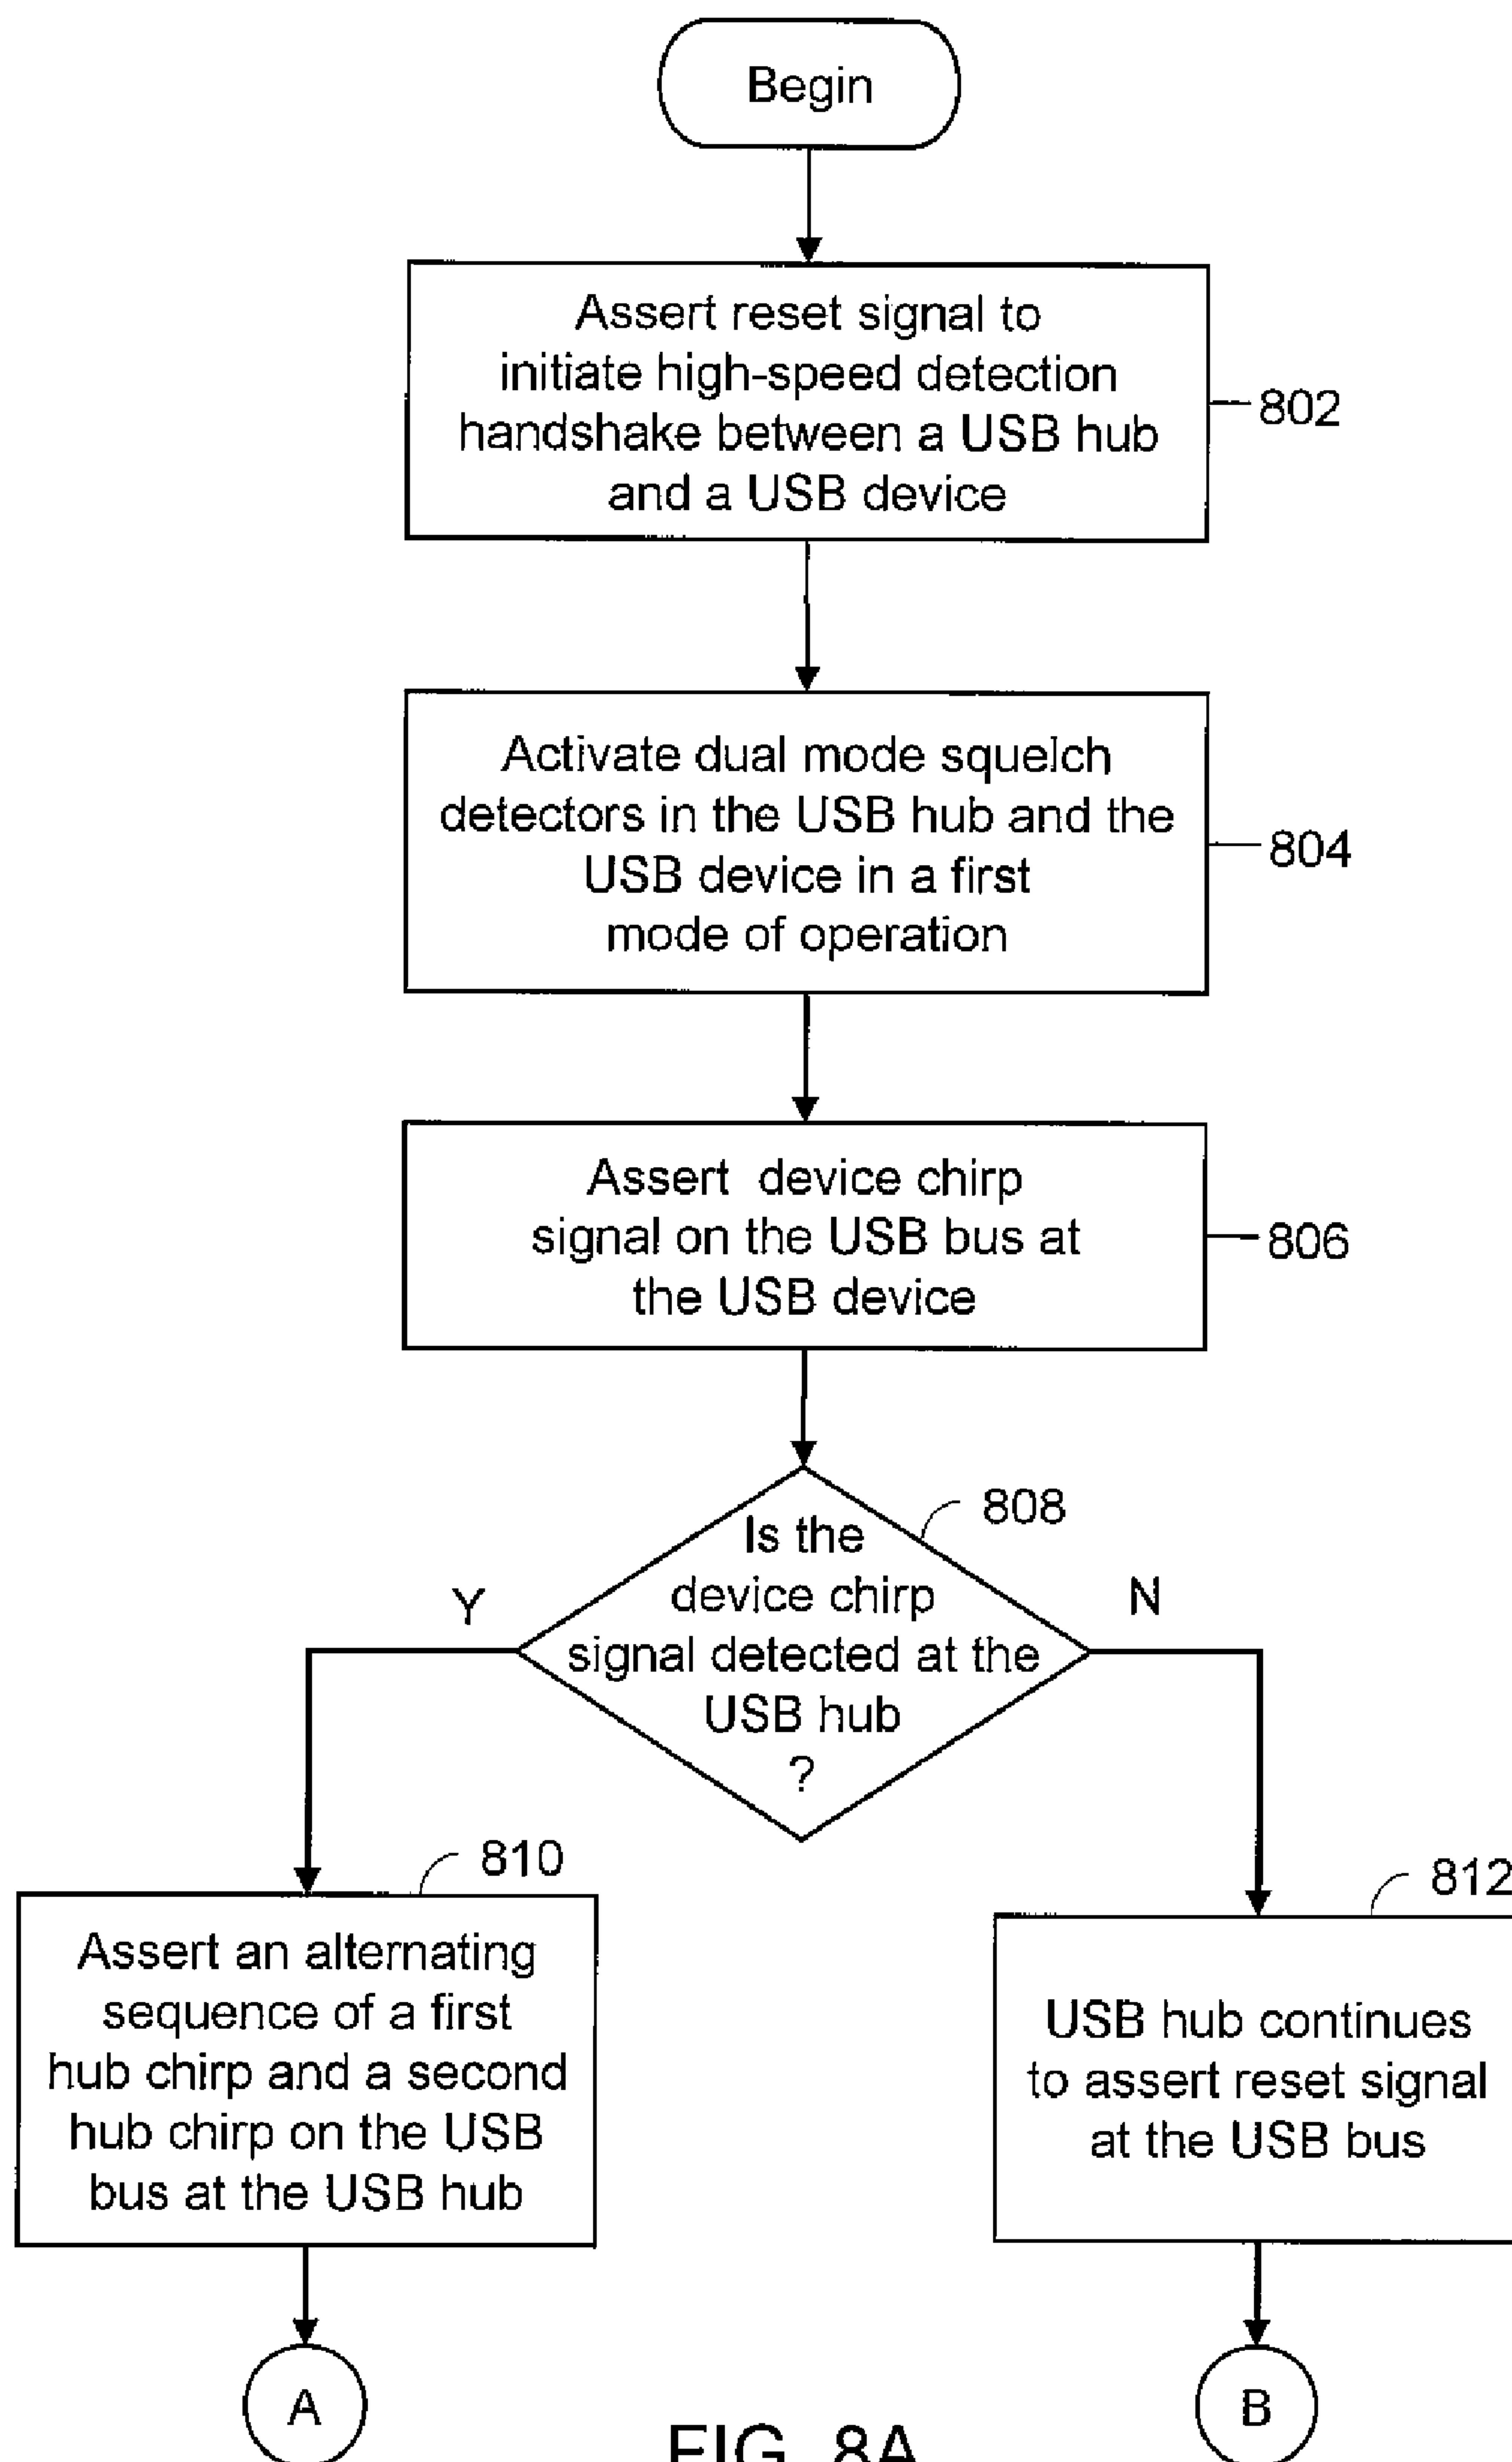 Begin
Assert reset signal to
initiate high-speed detection
handshake between a USB hub
and a USB device
802
Activate dual mode squelch
detectors in the USB hub and the
USB device in a first
mode of operation
804
Assert device chirp
signal on the USB bus at
the USB device
806
808
Is the
device chirp
signal detected at the
USB hub
?
Y
N
810
Assert an alternating
sequence of a first
hub chirp and a second
hub chirp on the USB
bus at the USB hub
812
USB hub continues
to assert reset signal
at the USB bus
A
B
FIG. 8A